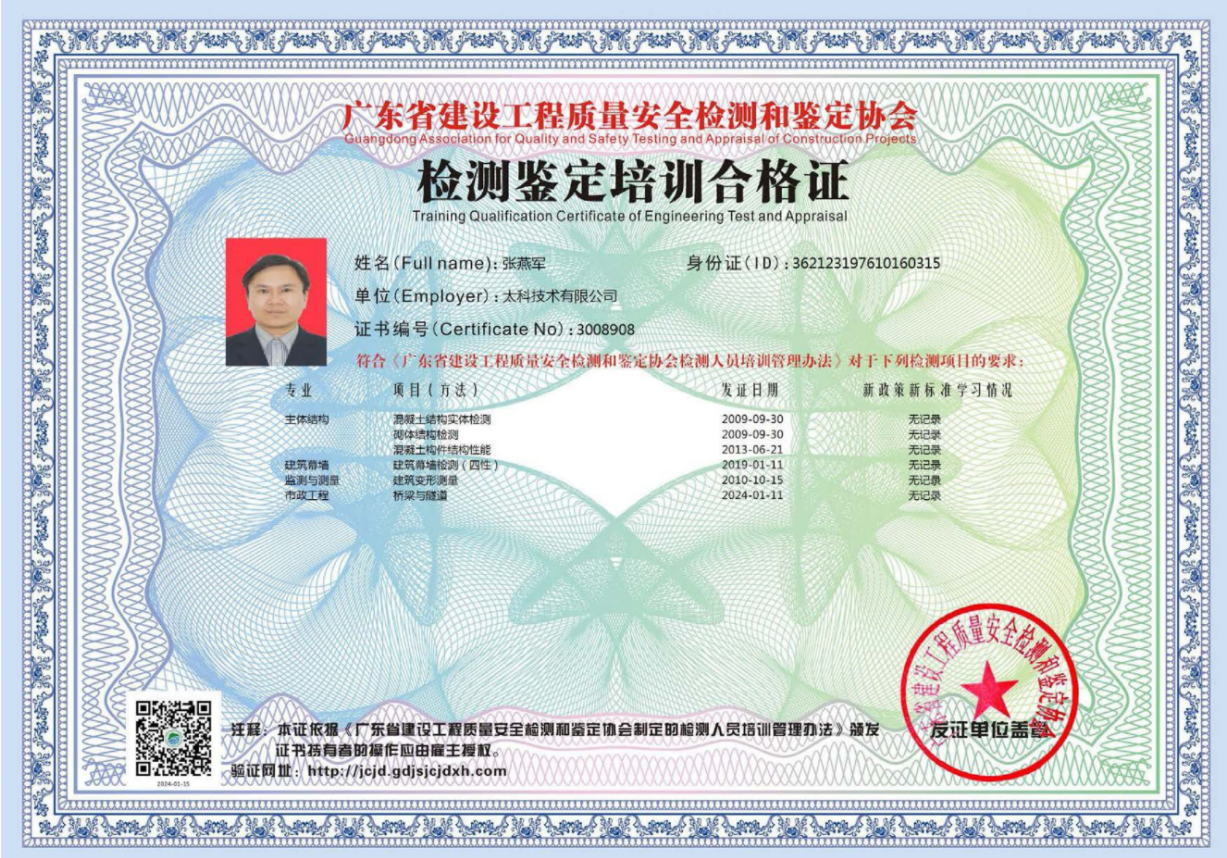 广东省建设工程质量安全检测和鉴定协会
Guangdong Association for Quality and Safety Testing and Appraisal of Construction Projects
检测鉴定培训合格证
Training Qualification Certificate of Engineering Test and Appraisal
姓名(Full name):张燕军 身份证(ID):362123197610160315
单位(Employer):太科技术有限公司
证书编号(Certificate No):3008908
符合《广东省建设工程质量安全检测和鉴定协会检测人员培训管理办法》对于下列检测项目的要求:
专业 项目(方法) 发证日期 新政策新标准学习情况
主体结构 混凝土结构实体检测 2009-09-30 无记录
砌体结构检测 2009-09-30 无记录
混凝土构件结构性能 2013-06-21 无记录
建筑幕墙 建筑幕墙检测(四性) 2019-01-11 无记录
监测与测量 建筑变形测量 2010-10-15 无记录
市政工程 桥梁与隧道 2024-01-11 无记录
广东省建设工程质量安全检测和鉴定协会
发证单位盖章
注释:本证依据《广东省建设工程质量安全检测和鉴定协会制定的检测人员培训管理办法》颁发
证书持有者的操作应由雇主授权。
验证网址:http://jcjd.gdjsjcjdxh.com
2024-01-15